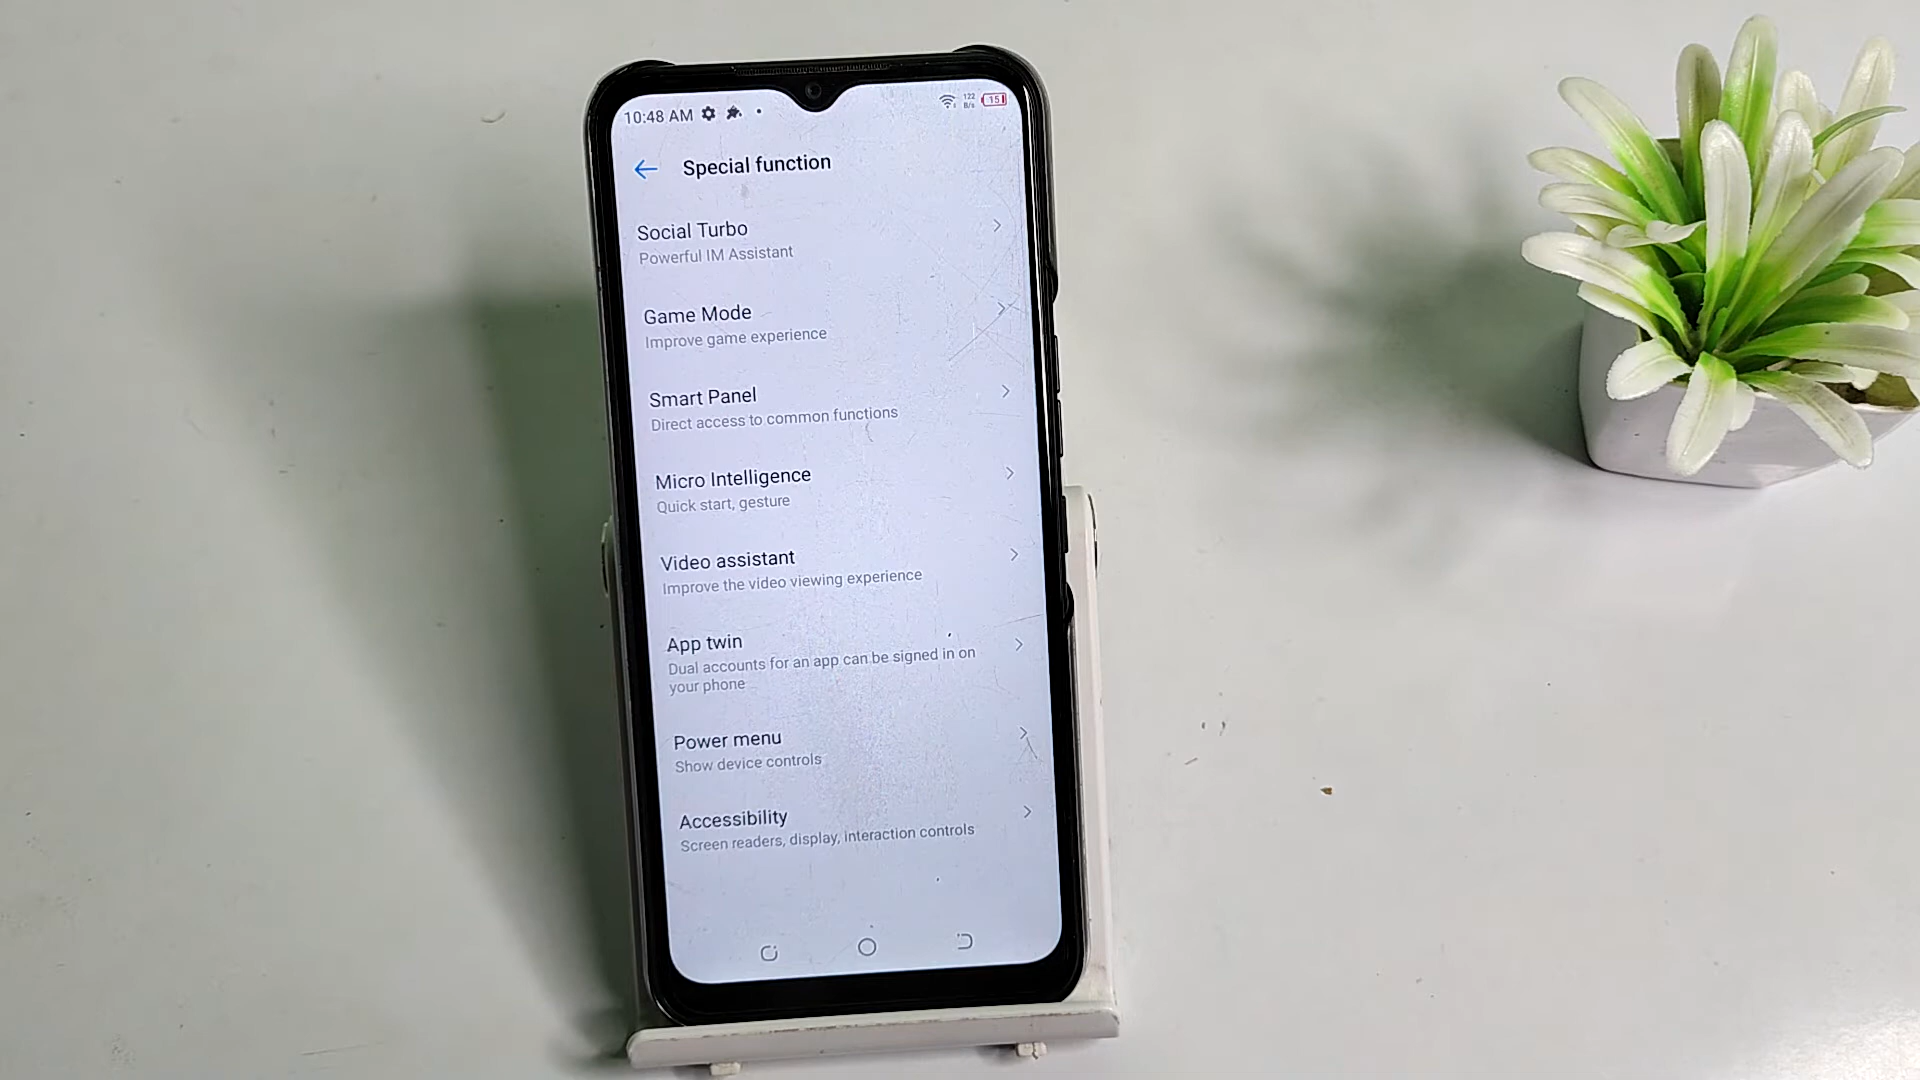 10:48 AM
122
B/s
15
Special function
Social Turbo
Powerful IM Assistant
Game Mode
Improve game experience
Smart Panel
Direct access to common functions
Micro Intelligence
Quick start, gesture
Video assistant
Improve the video viewing experience
App twin
Dual accounts for an app can be signed in on
your phone
Power menu
Show device controls
Accessibility
Screen readers, display, interaction controls